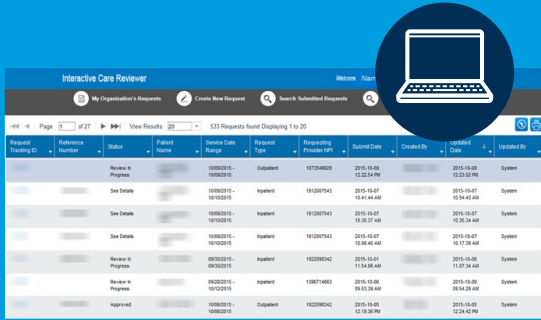 Interactive Care Reviewer
Welcome, Nam
My Organization's Requests Create New Request Search Submitted Requests
Page 1 of 27 View Results 20 533 Requests found Displaying 1 to 20
Request Tracking ID Reference Number Status Patient Name Service Date Range Request Type Requesting Provider NPI Submit Date Created By Updated Date Updated By
Review in Progress 10/09/2015 - 10/09/2015 Outpatient 1073549929 2015-10-08 12.22.54 PM 2015-10-08 12.23.52 PM System
See Details 10/09/2015 - 10/10/2015 Inpatient 1912007543 2015-10-07 10.41.44 AM 2015-10-07 10.54.43 AM System
See Details 10/09/2015 - 10/10/2015 Inpatient 1912007543 2015-10-07 10.30.37 AM 2015-10-07 10.35.34 AM System
See Details 10/09/2015 - 10/10/2015 Inpatient 1912007543 2015-10-07 10.06.40 AM 2015-10-07 10.17.39 AM System
Review in Progress 09/30/2015 - 09/30/2015 Inpatient 1922098342 2015-10-01 11.54.06 AM 2015-10-06 11.07.34 AM System
Review in Progress 09/28/2015 - 10/12/2015 Inpatient 1396714663 2015-10-06 09.53.39 AM 2015-10-06 09.54.29 AM System
Approved 10/06/2015 - 10/06/2015 Outpatient 1922098342 2015-10-05 12.19.36 PM 2015-10-05 12.24.42 PM System